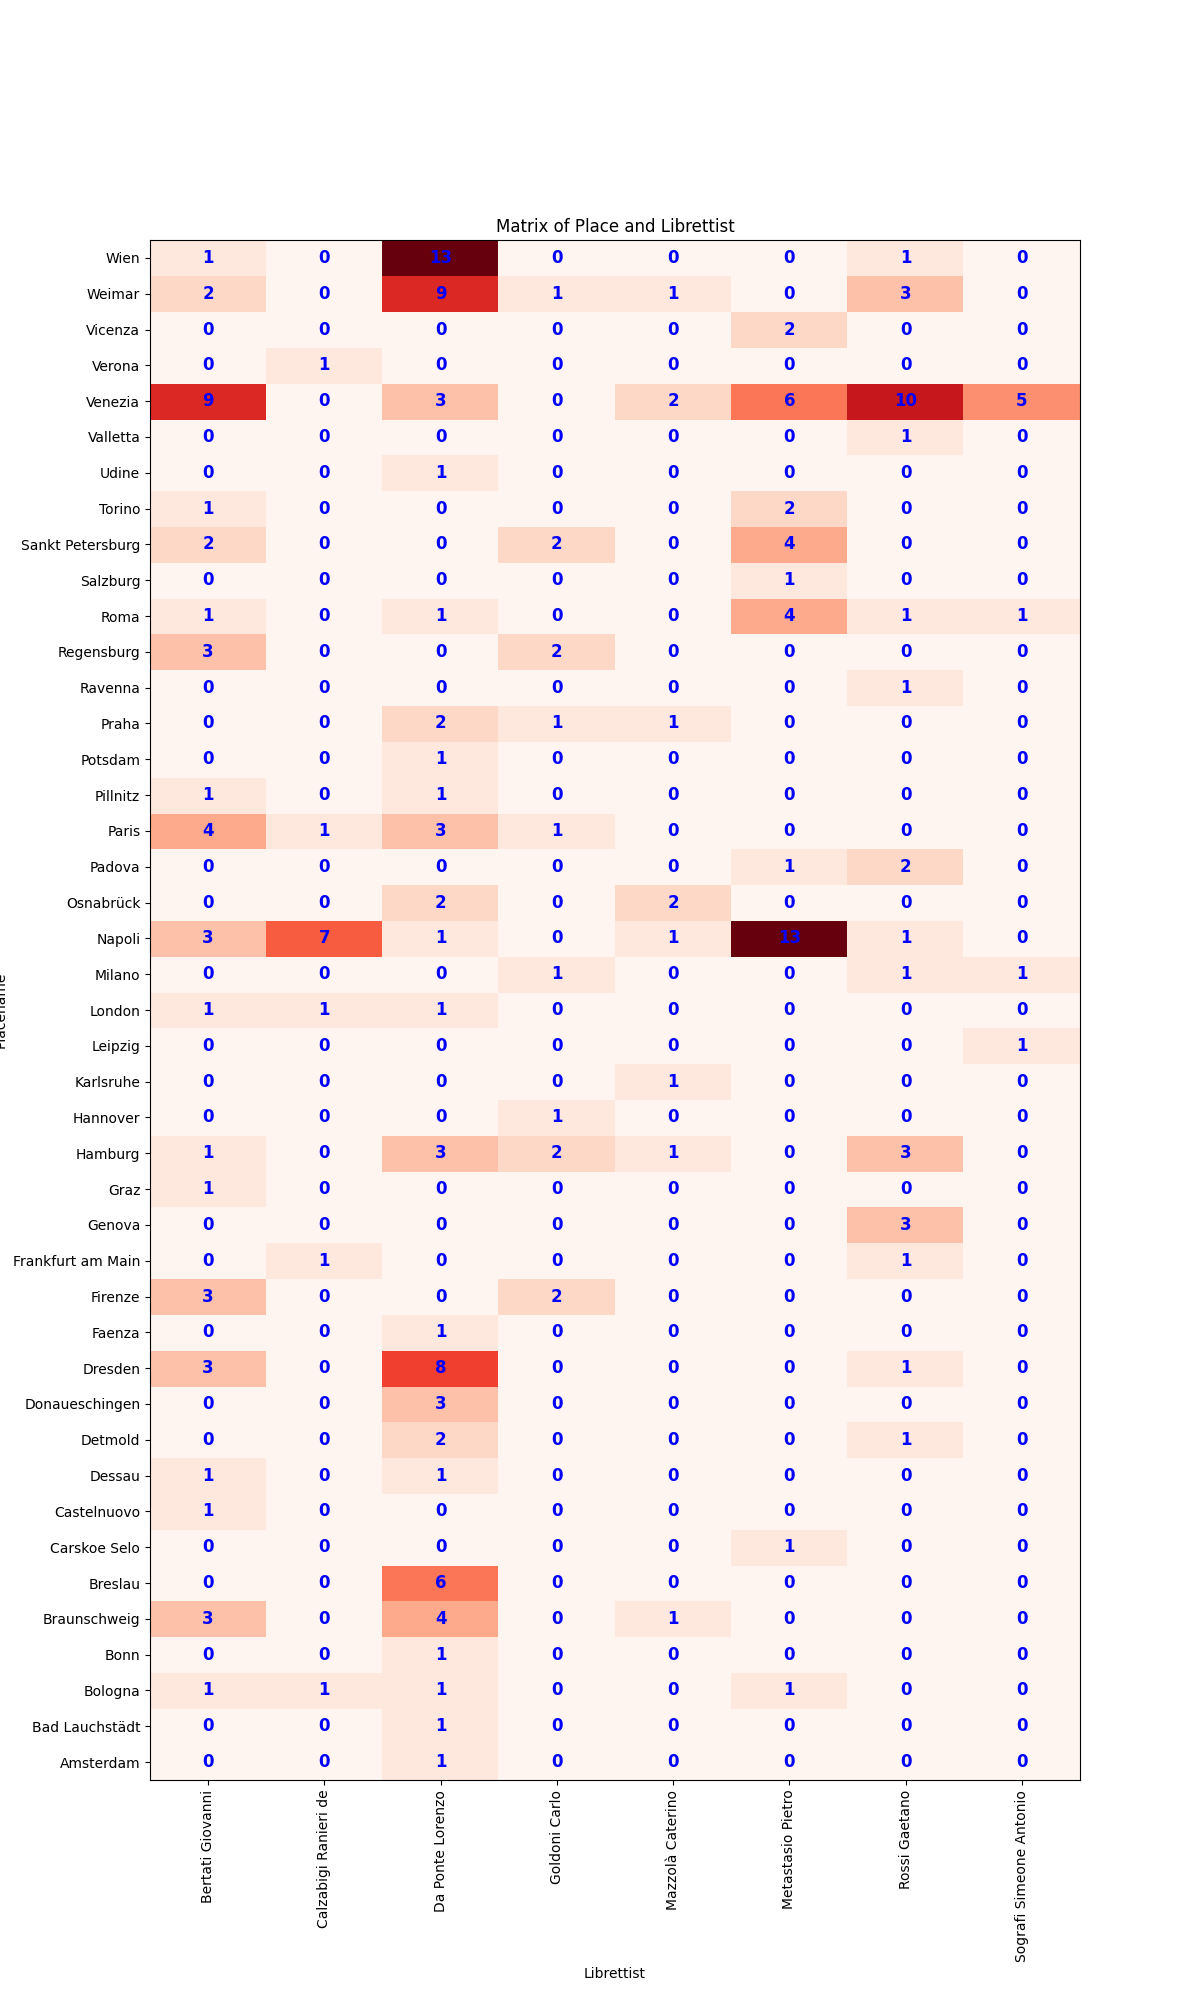 Matrix of Place and Librettist
Wien 1 0 13 0 0 0 1 0
Weimar 2 0 9 1 1 0 3 0
Vicenza 0 0 0 0 0 2 0 0
Verona 0 1 0 0 0 0 0 0
Venezia 9 0 3 0 2 6 10 5
Valletta 0 0 0 0 0 0 1 0
Udine 0 0 1 0 0 0 0 0
Torino 1 0 0 0 0 2 0 0
Sankt Petersburg 2 0 0 2 0 4 0 0
Salzburg 0 0 0 0 0 1 0 0
Roma 1 0 1 0 0 4 1 1
Regensburg 3 0 0 2 0 0 0 0
Ravenna 0 0 0 0 0 0 1 0
Praha 0 0 2 1 1 0 0 0
Potsdam 0 0 1 0 0 0 0 0
Pillnitz 1 0 1 0 0 0 0 0
Paris 4 1 3 1 0 0 0 0
Padova 0 0 0 0 0 1 2 0
Osnabrück 0 0 2 0 2 0 0 0
Napoli 3 7 1 0 1 13 1 0
Milano 0 0 0 1 0 0 1 1
London 1 1 1 0 0 0 0 0
Leipzig 0 0 0 0 0 0 0 1
Karlsruhe 0 0 0 0 1 0 0 0
Hannover 0 0 0 1 0 0 0 0
Hamburg 1 0 3 2 1 0 3 0
Graz 1 0 0 0 0 0 0 0
Genova 0 0 0 0 0 0 3 0
Frankfurt am Main 0 1 0 0 0 0 1 0
Firenze 3 0 0 2 0 0 0 0
Faenza 0 0 1 0 0 0 0 0
Dresden 3 0 8 0 0 0 1 0
Donaueschingen 0 0 3 0 0 0 0 0
Detmold 0 0 2 0 0 0 1 0
Dessau 1 0 1 0 0 0 0 0
Castelnuovo 1 0 0 0 0 0 0 0
Carskoe Selo 0 0 0 0 0 1 0 0
Breslau 0 0 6 0 0 0 0 0
Braunschweig 3 0 4 0 1 0 0 0
Bonn 0 0 1 0 0 0 0 0
Bologna 1 1 1 0 0 1 0 0
Bad Lauchstädt 0 0 1 0 0 0 0 0
Amsterdam 0 0 1 0 0 0 0 0
Bertati Giovanni
Calzabigi Ranieri de
Da Ponte Lorenzo
Goldoni Carlo
Mazzolà Caterino
Metastasio Pietro
Rossi Gaetano
Sografi Simeone Antonio
Librettist